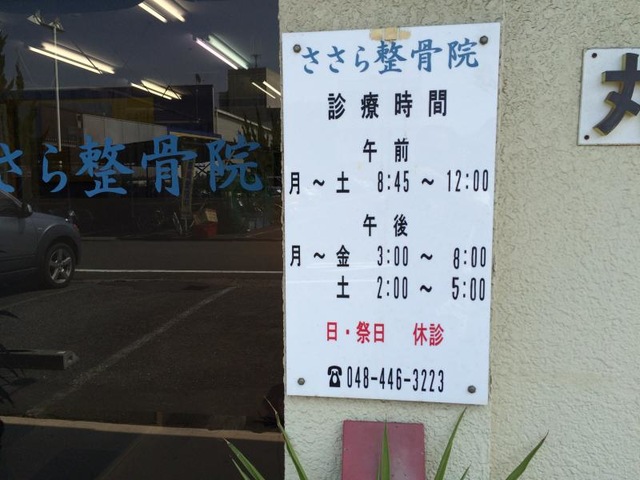 ささら整骨院
診療時間
午前
月～土 8:45～12:00
午後
月～金 3:00～8:00
土 2:00～5:00
日・祭日 休診
☎048-446-3223
さら整骨院